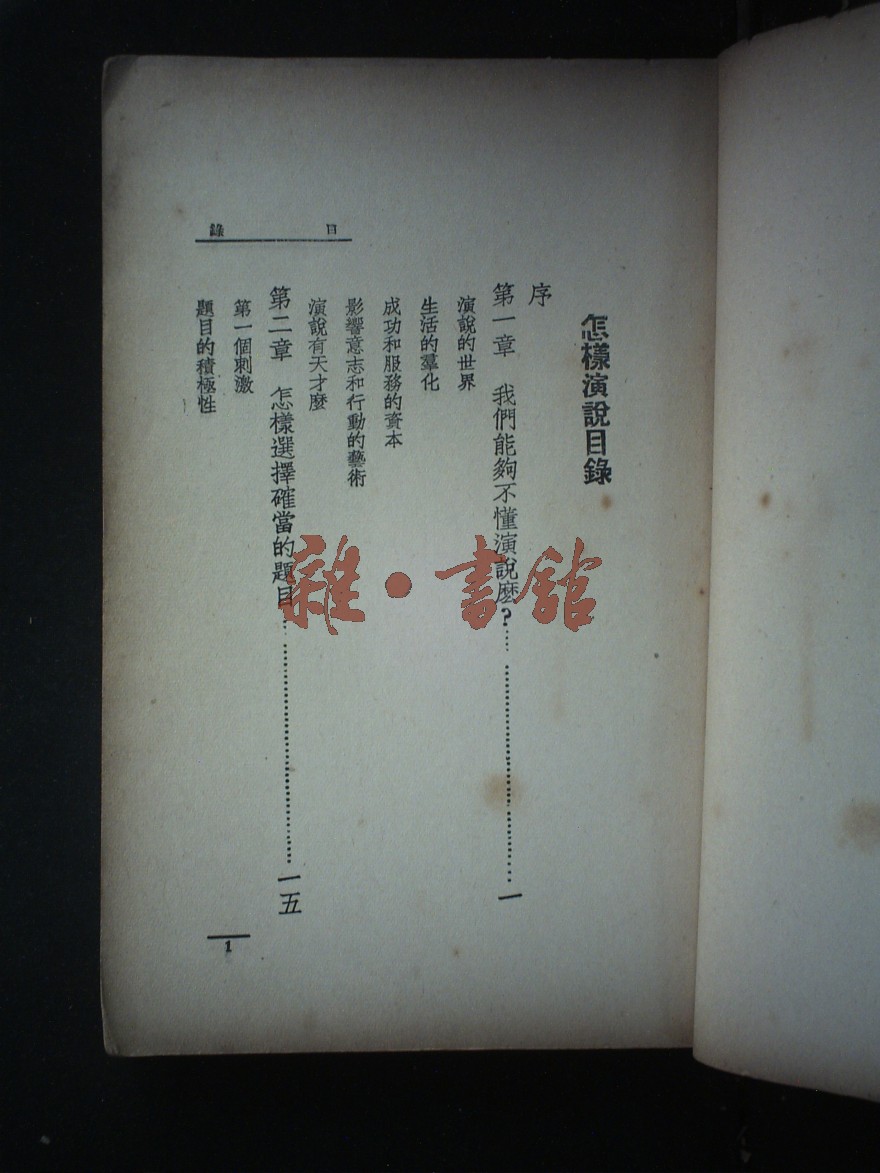 目錄
怎樣演說目錄
序
第一章 我們能夠不懂演說麽?……一
演說的世界
生活的羣化
成功和服務的資本
影響意志和行動的藝術
演說有天才麽
第二章 怎樣選擇確當的題目……一五
第一個刺激
題目的積極性
1
雜·書館